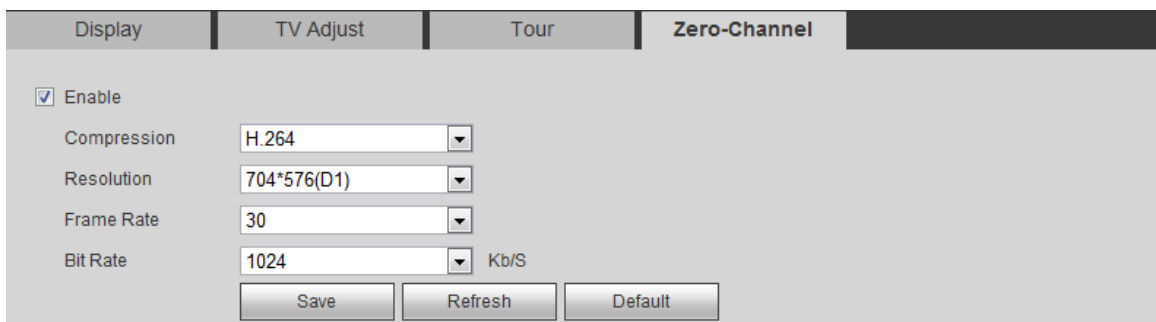 Display TV Adjust Tour Zero-Channel
Enable
Compression H.264
Resolution 704*576(D1)
Frame Rate 30
Bit Rate 1024 Kb/S
Save Refresh Default